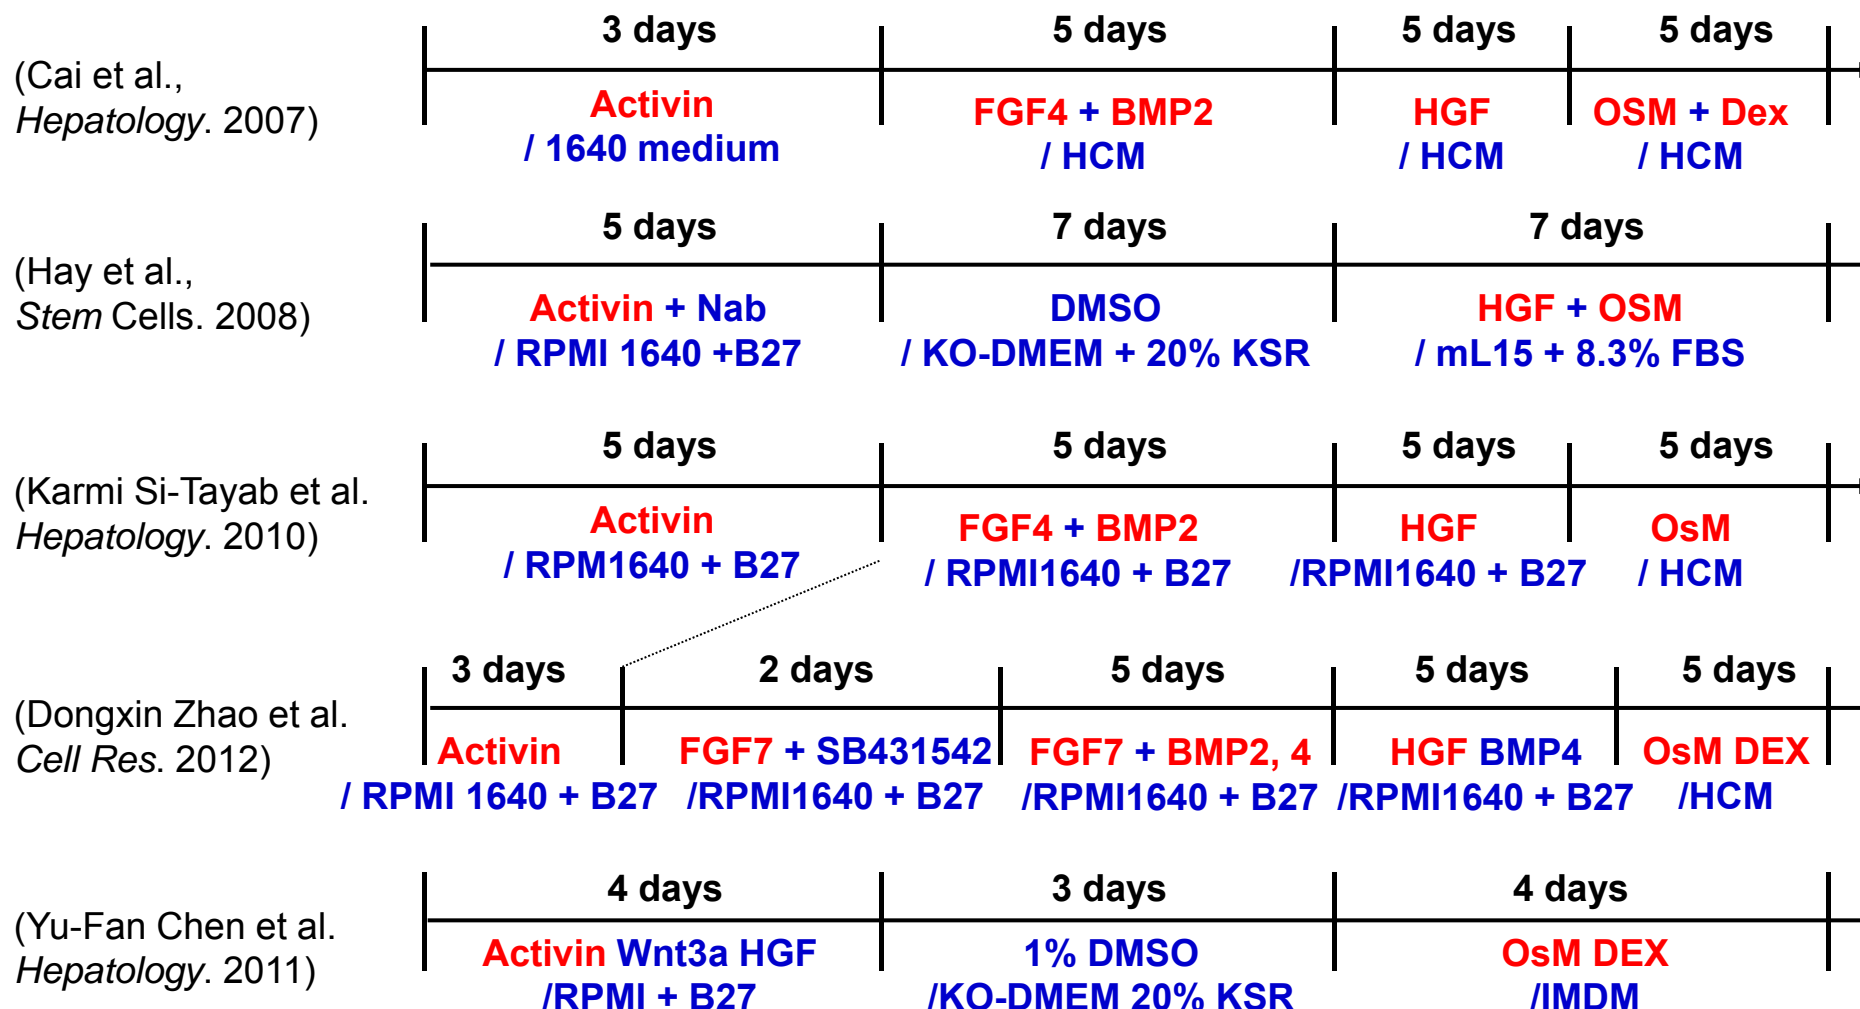 3 days 5 days 5 days 5 days
(Cai et al.,
Hepatology. 2007)
Activin FGF4 + BMP2 HGF OSM + Dex
/ 1640 medium / HCM / HCM / HCM
5 days 7 days 7 days
(Hay et al.,
Stem Cells. 2008)
Activin + Nab DMSO HGF + OSM
/ RPMI 1640 +B27 / KO-DMEM + 20% KSR / mL15 + 8.3% FBS
5 days 5 days 5 days 5 days
(Karmi Si-Tayab et al.
Hepatology. 2010)
Activin FGF4 + BMP2 HGF OsM
/ RPM1640 + B27 / RPMI1640 + B27 /RPMI1640 + B27 / HCM
3 days 2 days 5 days 5 days 5 days
(Dongxin Zhao et al.
Cell Res. 2012)
Activin FGF7 + SB431542 FGF7 + BMP2, 4 HGF BMP4 OsM DEX
/ RPMI 1640 + B27 /RPMI1640 + B27 /RPMI1640 + B27 /RPMI1640 + B27 /HCM
4 days 3 days 4 days
(Yu-Fan Chen et al.
Hepatology. 2011)
Activin Wnt3a HGF 1% DMSO OsM DEX
/RPMI + B27 /KO-DMEM 20% KSR /IMDM